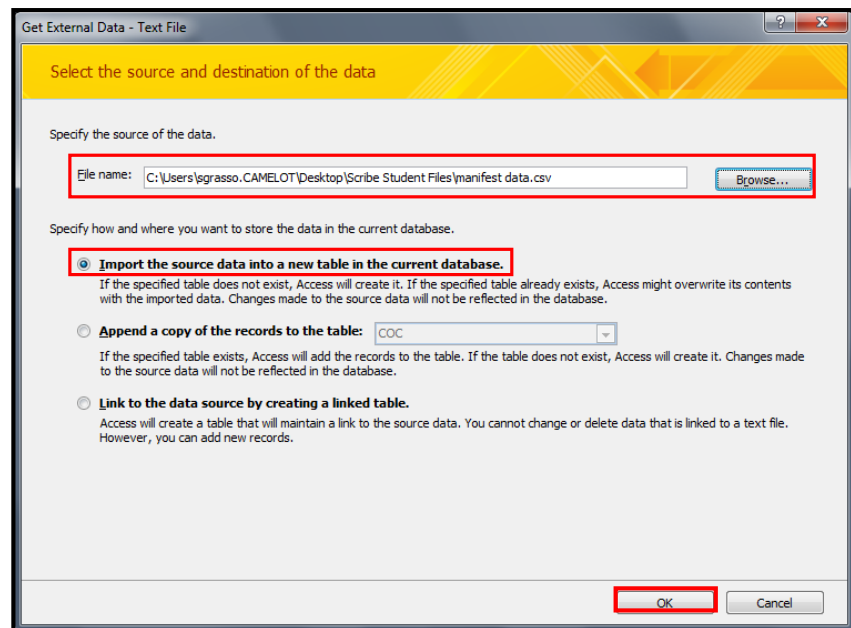 Get External Data - Text File
?
X
Select the source and destination of the data
Specify the source of the data.
File name: C:\Users\sgrasso.CAMELOT\Desktop\Scribe Student Files\manifest data.csv Browse...
Specify how and where you want to store the data in the current database.
Import the source data into a new table in the current database.
If the specified table does not exist, Access will create it. If the specified table already exists, Access might overwrite its contents
with the imported data. Changes made to the source data will not be reflected in the database.
Append a copy of the records to the table: COC
If the specified table exists, Access will add the records to the table. If the table does not exist, Access will create it. Changes made
to the source data will not be reflected in the database.
Link to the data source by creating a linked table.
Access will create a table that will maintain a link to the source data. You cannot change or delete data that is linked to a text file.
However, you can add new records.
OK Cancel